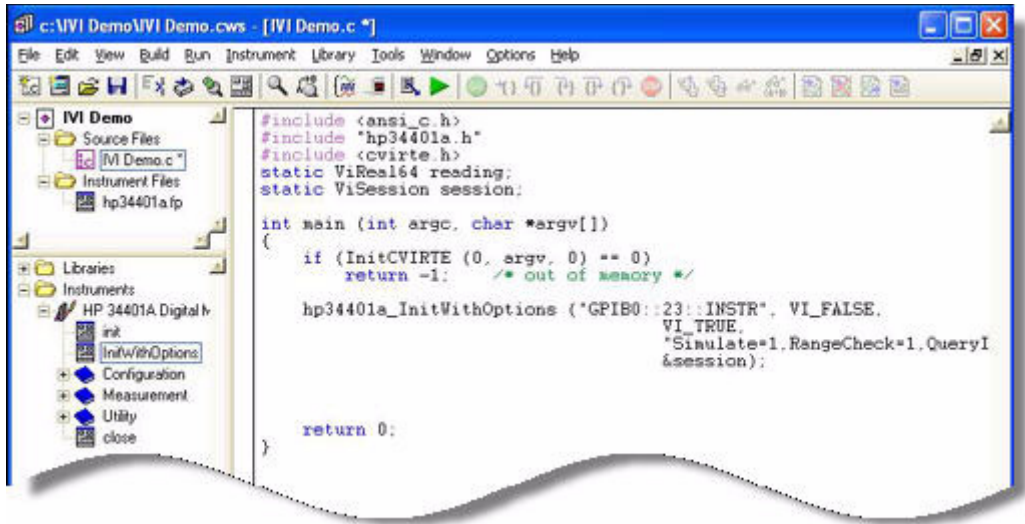 c:\IVI Demo\IVI Demo.cws - [IVI Demo.c *]
File Edit View Build Run Instrument Library Tools Window Options Help
IVI Demo
Source Files
IVI Demo.c *
Instrument Files
hp34401a.fp
Libraries
Instruments
HP 34401A Digital M
init
InitWithOptions
Configuration
Measurement
Utility
close
#include <ansi_c.h>
#include "hp34401a.h"
#include <cvirte.h>
static ViReal64 reading;
static ViSession session;
int main (int argc, char *argv[])
{
if (InitCVIRTE (0, argv, 0) == 0)
return -1; /* out of memory */
hp34401a_InitWithOptions ("GPIB0::23::INSTR", VI_FALSE,
VI_TRUE,
"Simulate=1,RangeCheck=1,QueryI
&session);
return 0;
}